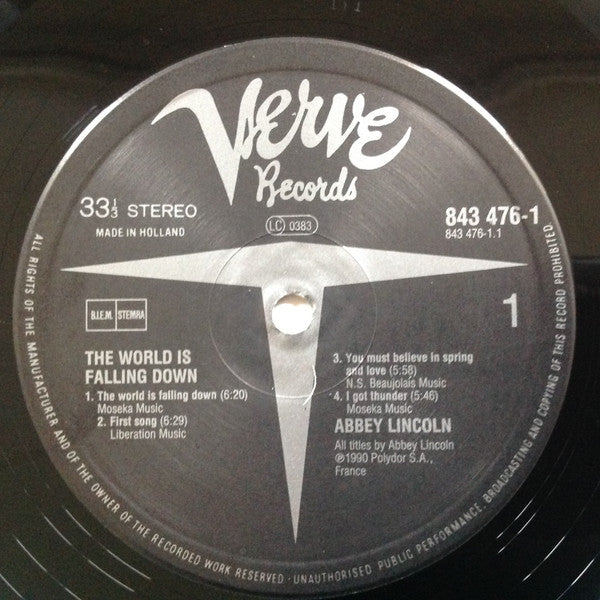 Verve
Records
33 1/3 STEREO
MADE IN HOLLAND
LC 0383
843 476-1
843 476-1.1
B.I.E.M. STEMRA
1
THE WORLD IS
FALLING DOWN
1. The world is falling down (6:20)
Moseka Music
2. First song (6:29)
Liberation Music
3. You must believe in spring
and love (5:58)
N.S. Beaujolais Music
4. I got thunder (5:46)
Moseka Music
ABBEY LINCOLN
All titles by Abbey Lincoln
℗1990 Polydor S.A.,
France
ALL RIGHTS OF THE MANUFACTURER AND OF THE OWNER OF THE RECORDED WORK RESERVED · UNAUTHORISED PUBLIC PERFORMANCE, BROADCASTING AND COPYING OF THIS RECORD PROHIBITED.